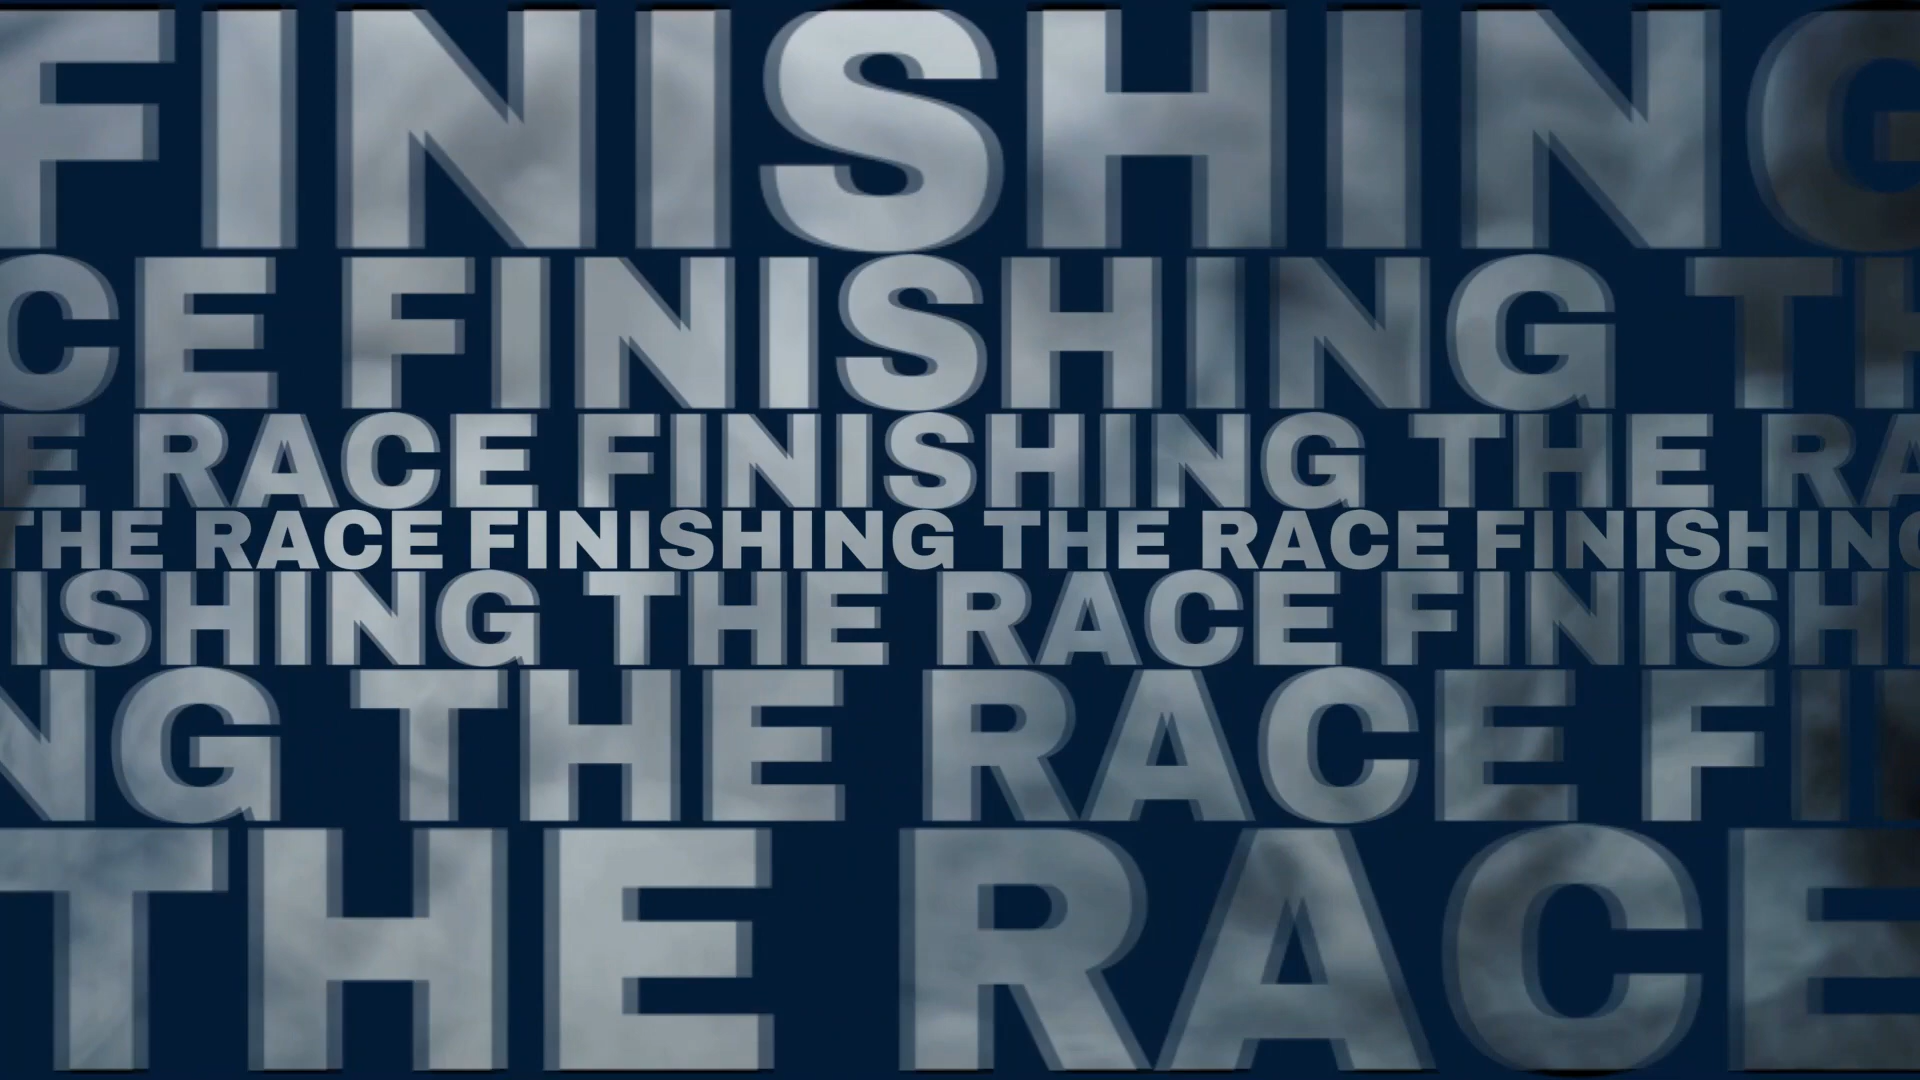 FINISHING
CE FINISHING TH
E RACE FINISHING THE RA
THE RACE FINISHING THE RACE FINISHING
ISHING THE RACE FINISHI
NG THE RACE FI
THE RACE